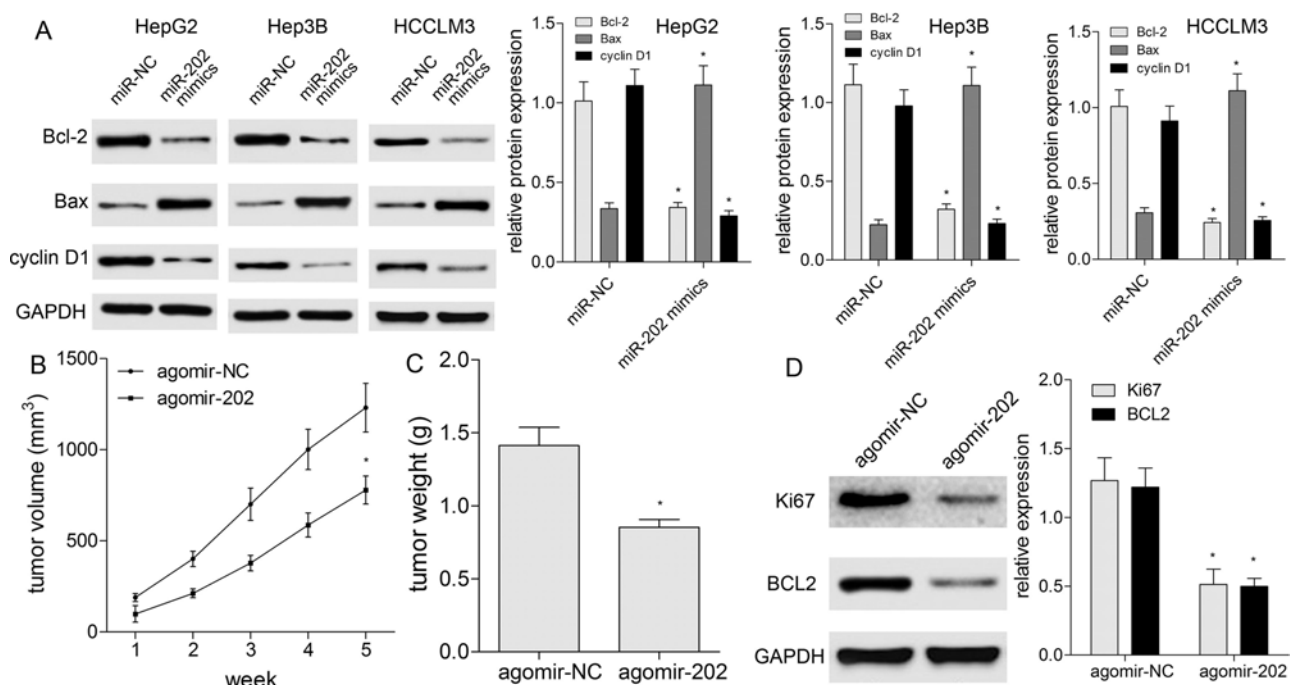 A
HepG2
Hep3B
HCCLM3
miR-NC
miR-202 mimics
miR-NC
miR-202 mimics
miR-NC
miR-202 mimics
Bcl-2
Bax
cyclin D1
GAPDH
HepG2
Bcl-2
Bax
cyclin D1
relative protein expression
1.5
1.0
0.5
0.0
* * *
miR-NC
miR-202 mimics
Hep3B
Bcl-2
Bax
cyclin D1
relative protein expression
1.5
1.0
0.5
0.0
* * *
miR-NC
miR-202 mimics
HCCLM3
Bcl-2
Bax
cyclin D1
relative protein expression
1.5
1.0
0.5
0.0
* * *
miR-NC
miR-202 mimics
B
agomir-NC
agomir-202
tumor volume (mm³)
1500
1000
500
0
*
1 2 3 4 5
week
C
tumor weight (g)
2.0
1.5
1.0
0.5
0.0
*
agomir-NC agomir-202
D
agomir-NC
agomir-202
Ki67
BCL2
GAPDH
Ki67
BCL2
relative expression
2.0
1.5
1.0
0.5
0.0
* *
agomir-NC agomir-202